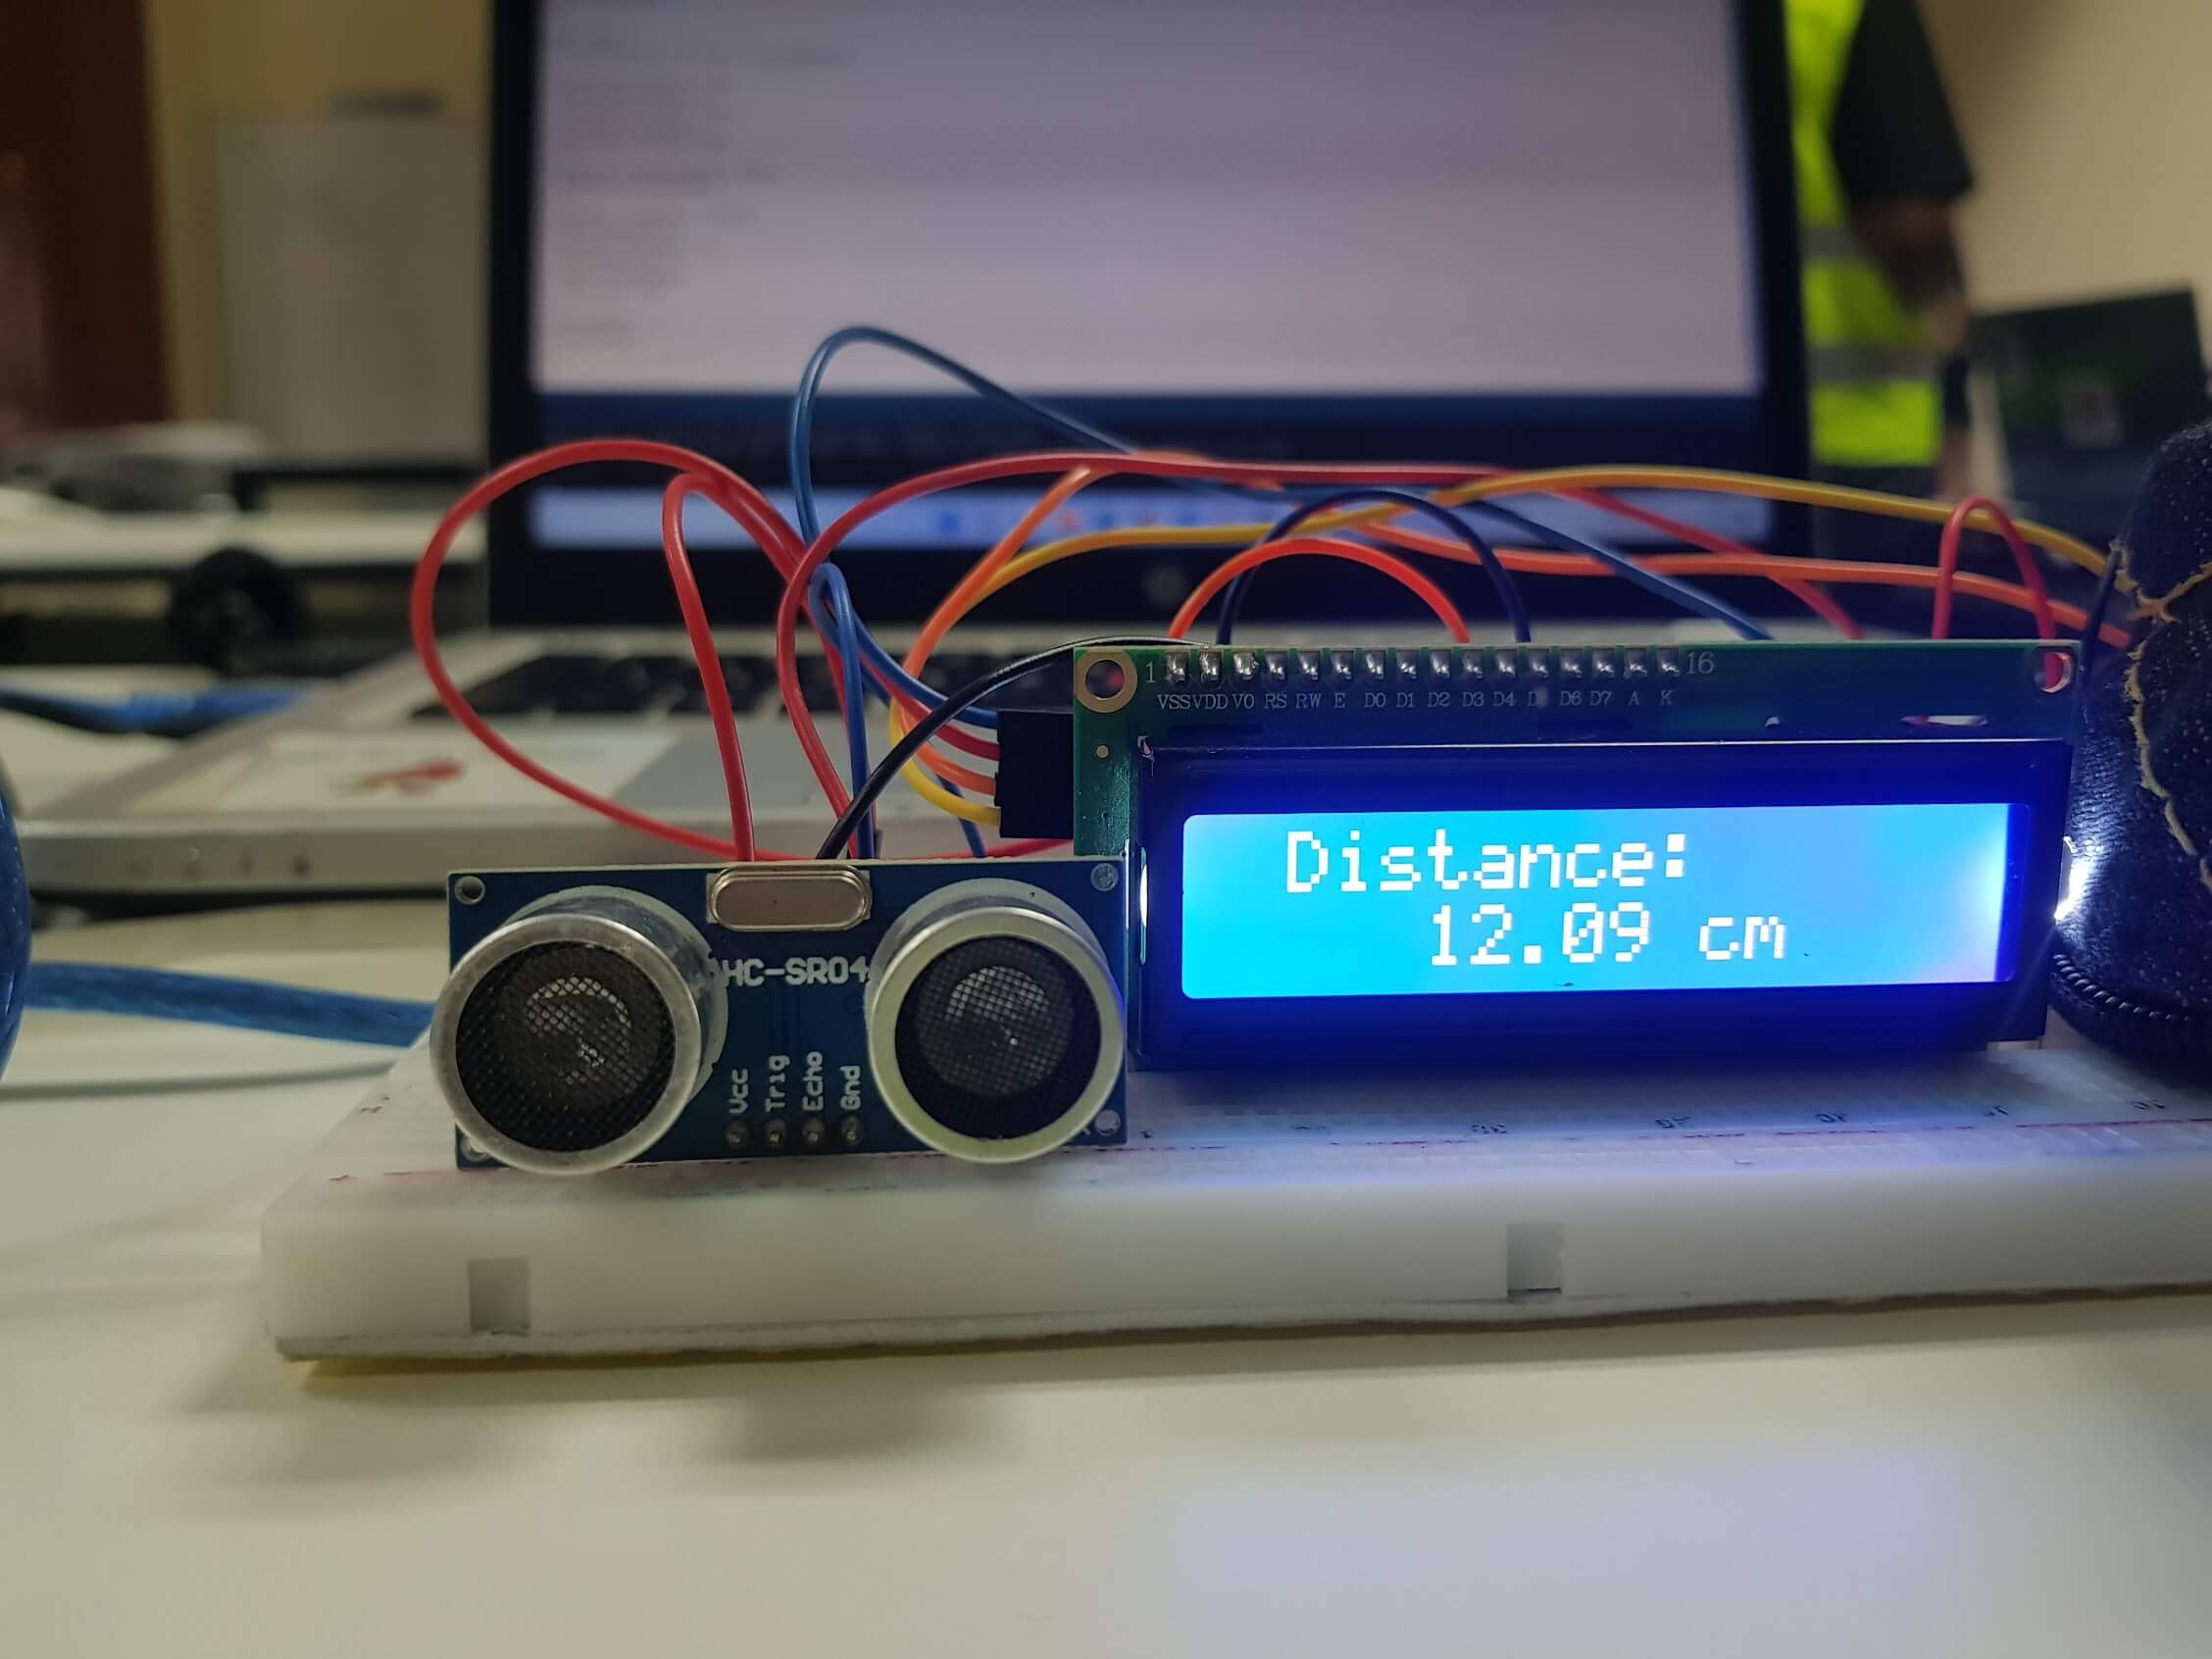 1 16
VSS VDD V0 RS RW E D0 D1 D2 D3 D4 D6 D7 A K
Distance:
12.09 cm
HC-SR04
Vcc
Trig
Echo
Gnd